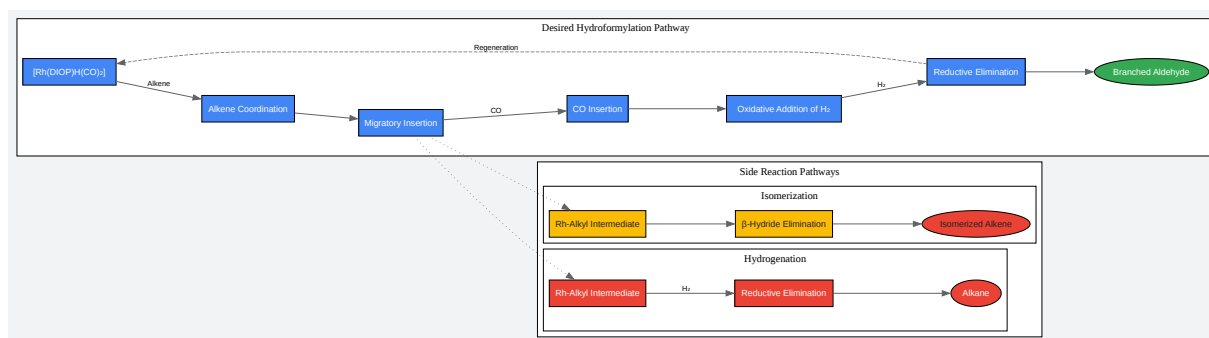 Desired Hydroformylation Pathway
Regeneration
[Rh(DIOP)H(CO)₂]
Alkene
Alkene Coordination
Migratory Insertion
CO
CO Insertion
Oxidative Addition of H₂
H₂
Reductive Elimination
Branched Aldehyde
Side Reaction Pathways
Isomerization
Rh-Alkyl Intermediate
β-Hydride Elimination
Isomerized Alkene
Hydrogenation
Rh-Alkyl Intermediate
H₂
Reductive Elimination
Alkane